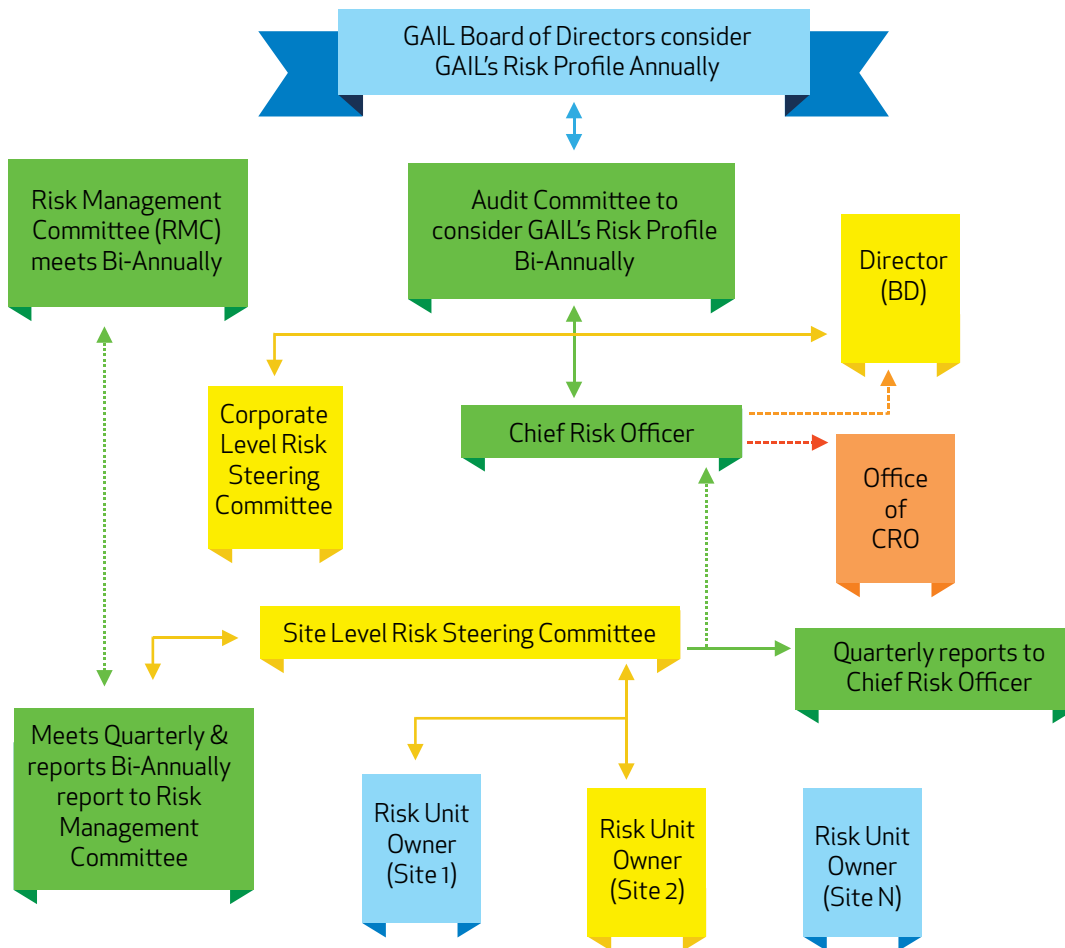 GAIL Board of Directors consider
GAIL's Risk Profile Annually
Risk Management
Committee (RMC)
meets Bi-Annually
Audit Committee to
consider GAIL's Risk Profile
Bi-Annually
Director
(BD)
Corporate
Level Risk
Steering
Committee
Chief Risk Officer
Office
of
CRO
Site Level Risk Steering Committee
Quarterly reports to
Chief Risk Officer
Meets Quarterly &
reports Bi-Annually
report to Risk
Management
Committee
Risk Unit
Owner
(Site 1)
Risk Unit
Owner
(Site 2)
Risk Unit
Owner
(Site N)